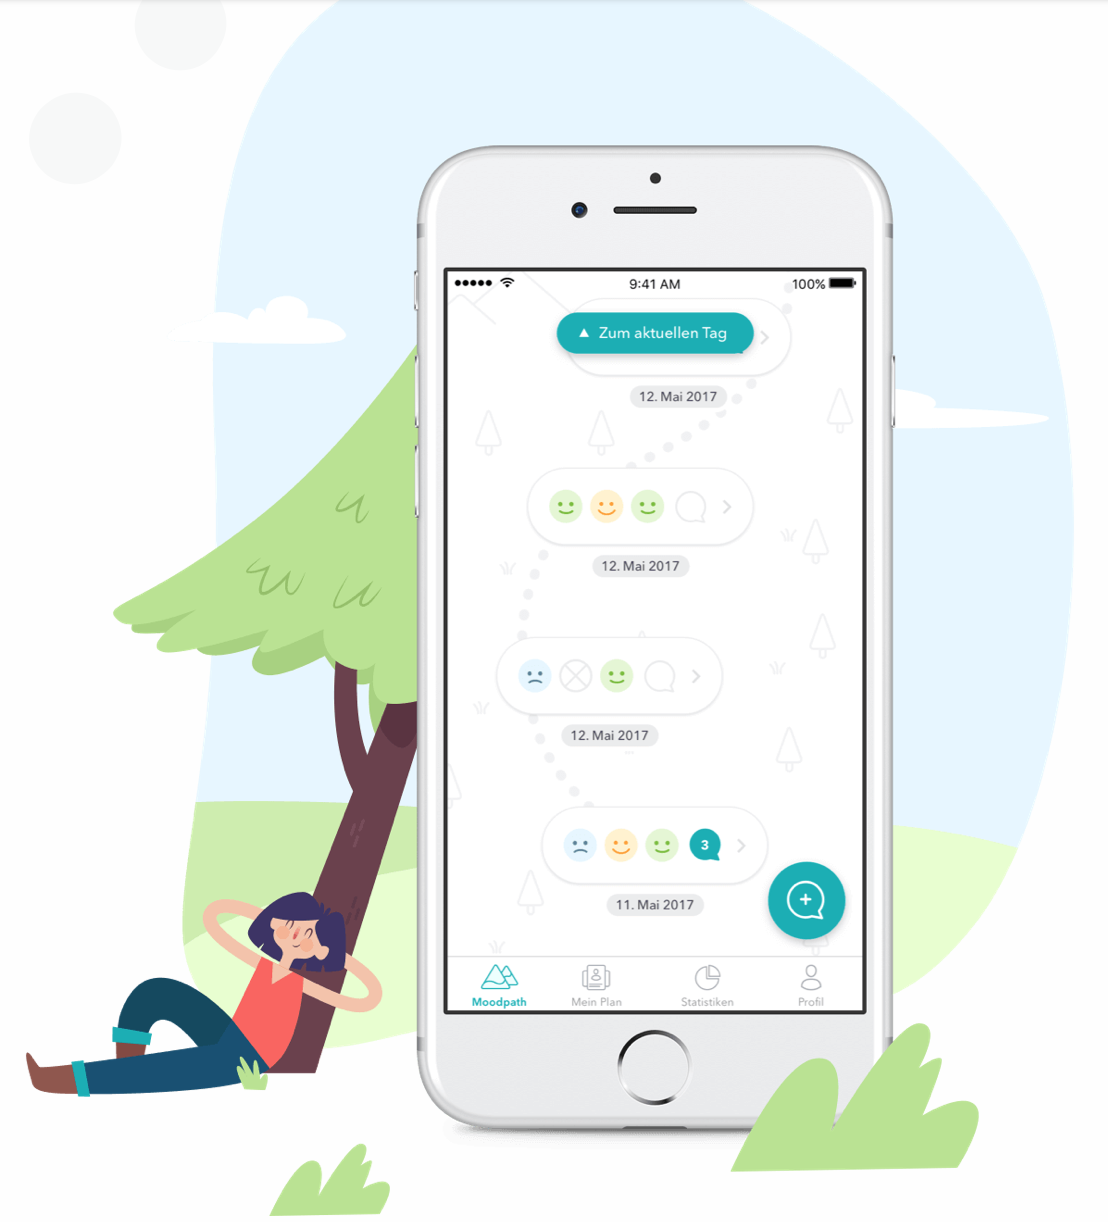 9:41 AM
100%
▲ Zum aktuellen Tag
12. Mai 2017
12. Mai 2017
12. Mai 2017
3
11. Mai 2017
Moodpath
Mein Plan
Statistiken
Profil